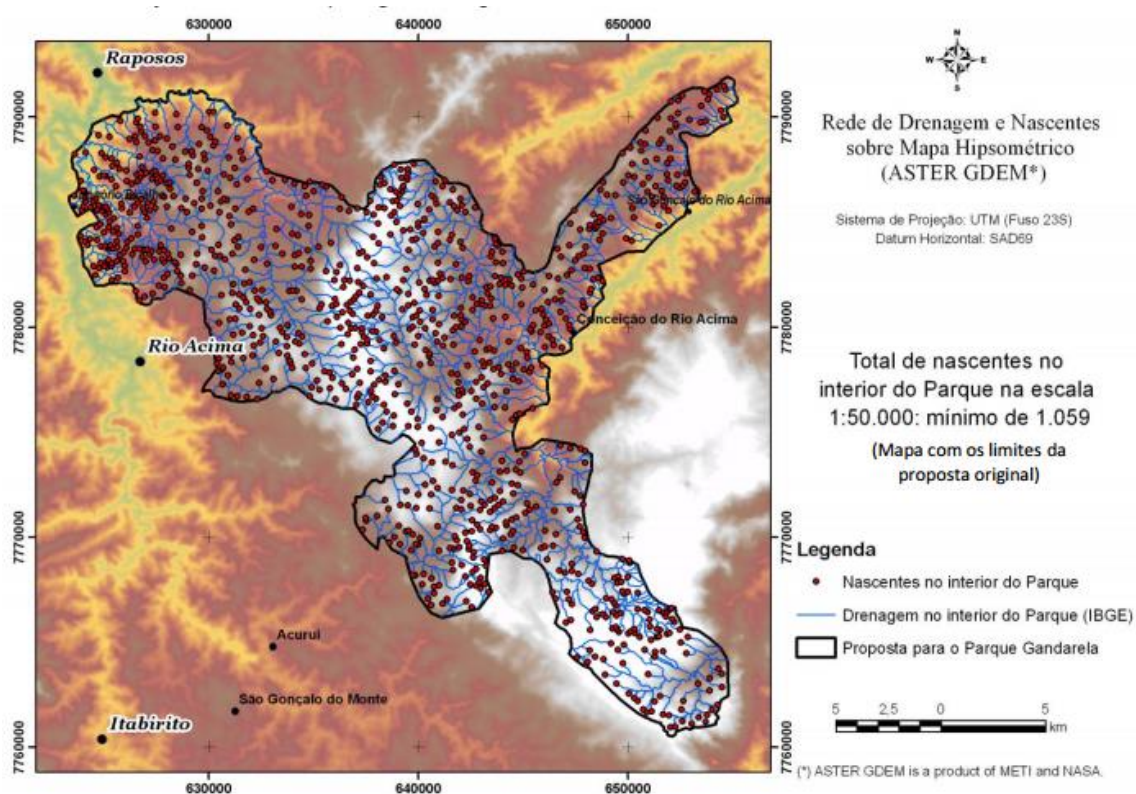 630000
640000
650000
Raposos
7790000
7790000
São Gonçalo do Rio Acima
7780000
7780000
Conceição do Rio Acima
Rio Acima
7770000
7770000
Acuruí
São Gonçalo do Monte
Itabirito
7760000
7760000
630000
640000
650000
N
W
E
S
Rede de Drenagem e Nascentes
sobre Mapa Hipsométrico
(ASTER GDEM*)
Sistema de Projeção: UTM (Fuso 23S)
Datum Horizontal: SAD69
Total de nascentes no
interior do Parque na escala
1:50.000: mínimo de 1.059
(Mapa com os limites da
proposta original)
Legenda
Nascentes no interior do Parque
Drenagem no interior do Parque (IBGE)
Proposta para o Parque Gandarela
5 2,5 0 5
km
(*) ASTER GDEM is a product of METI and NASA.